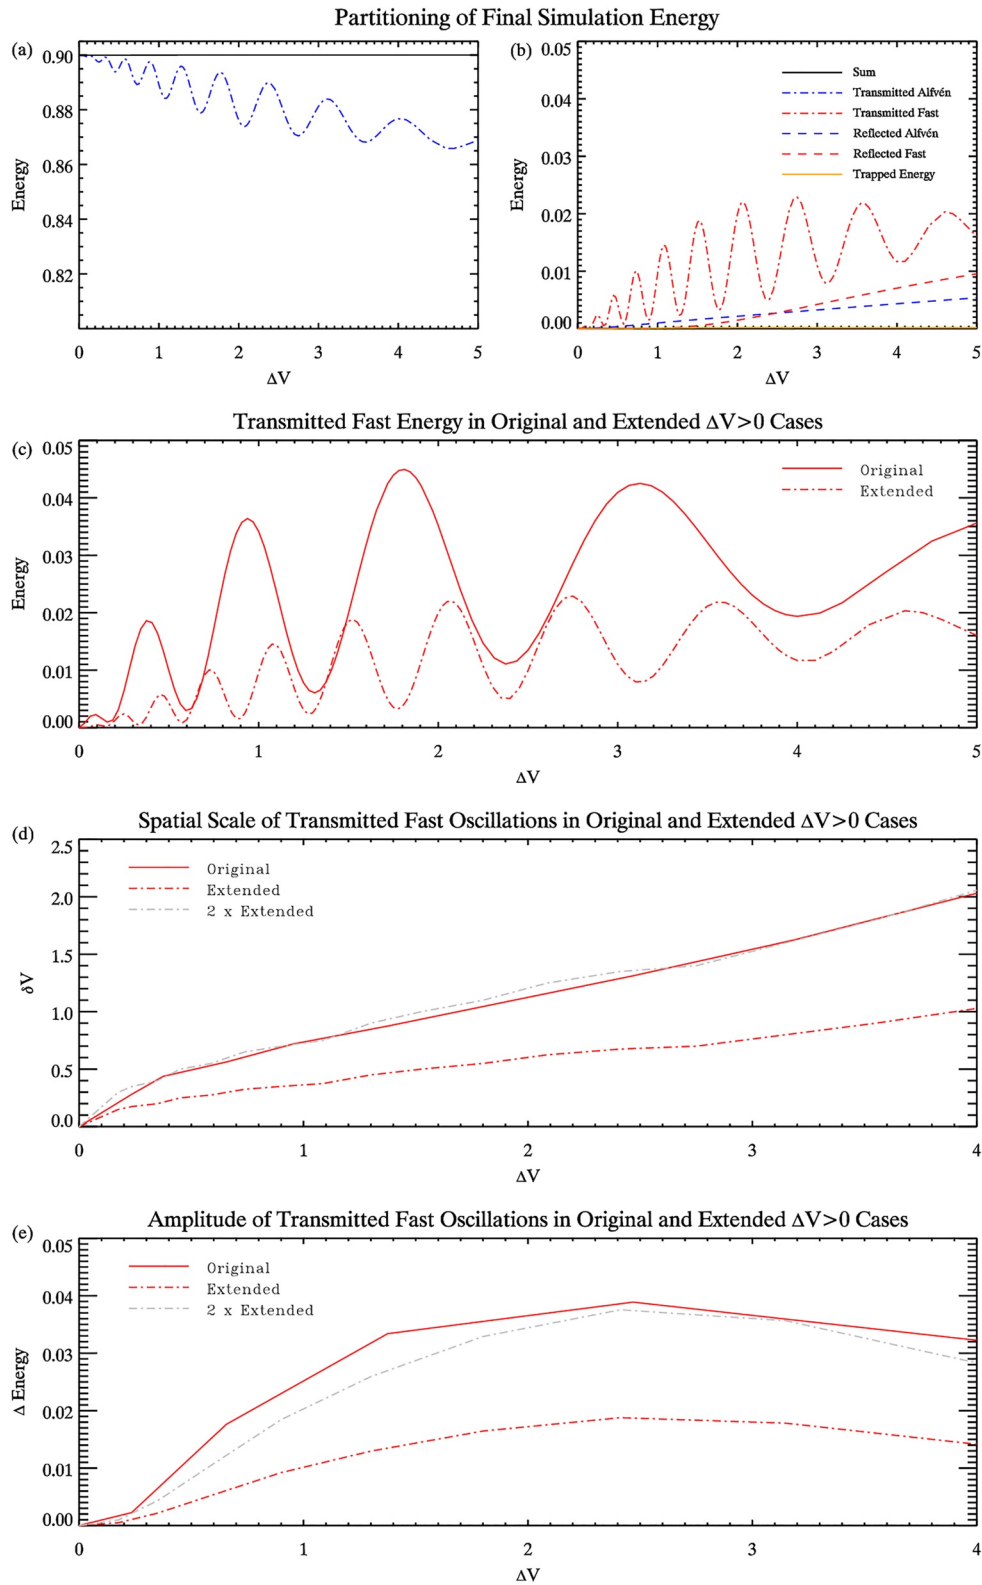 Partitioning of Final Simulation Energy
(a)
0.90
0.88
0.86
0.84
0.82
Energy
0 1 2 3 4 5
ΔV
(b)
0.05
0.04
0.03
0.02
0.01
0.00
Energy
Sum
Transmitted Alfvén
Transmitted Fast
Reflected Alfvén
Reflected Fast
Trapped Energy
0 1 2 3 4 5
ΔV
Transmitted Fast Energy in Original and Extended ΔV>0 Cases
(c)
0.05
0.04
0.03
0.02
0.01
0.00
Energy
Original
Extended
0 1 2 3 4 5
ΔV
Spatial Scale of Transmitted Fast Oscillations in Original and Extended ΔV>0 Cases
(d)
2.5
2.0
1.5
1.0
0.5
0.0
δV
Original
Extended
2 x Extended
0 1 2 3 4
ΔV
Amplitude of Transmitted Fast Oscillations in Original and Extended ΔV>0 Cases
(e)
0.05
0.04
0.03
0.02
0.01
0.00
Δ Energy
Original
Extended
2 x Extended
0 1 2 3 4
ΔV